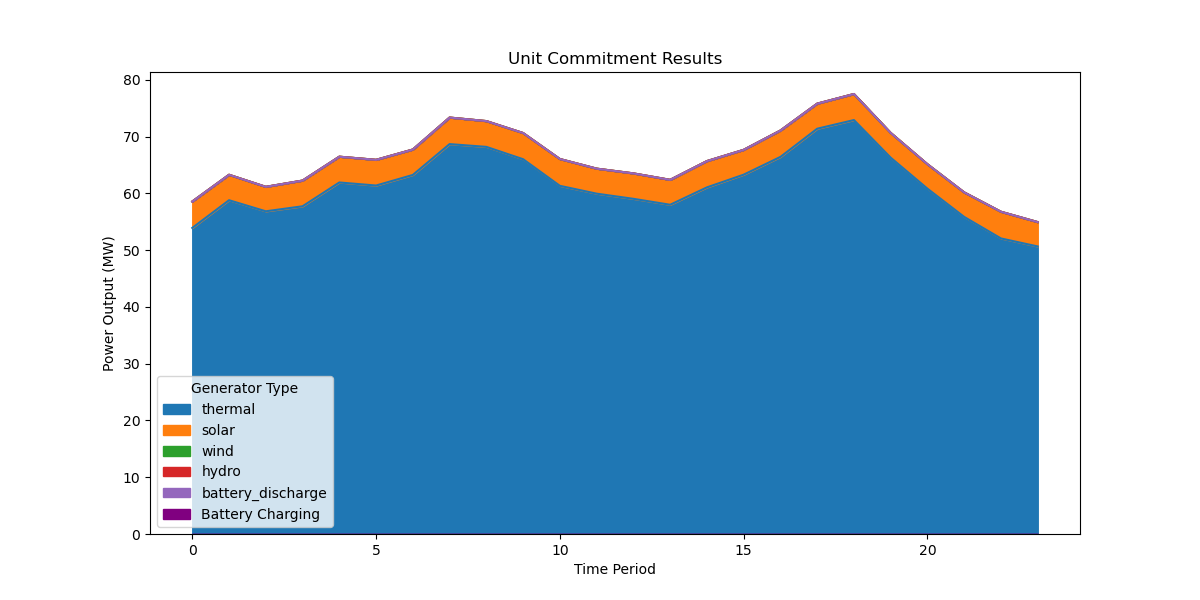 Unit Commitment Results
Power Output (MW)
80
70
60
50
40
30
20
10
0
Generator Type
thermal
solar
wind
hydro
battery_discharge
Battery Charging
0 5 10 15 20
Time Period